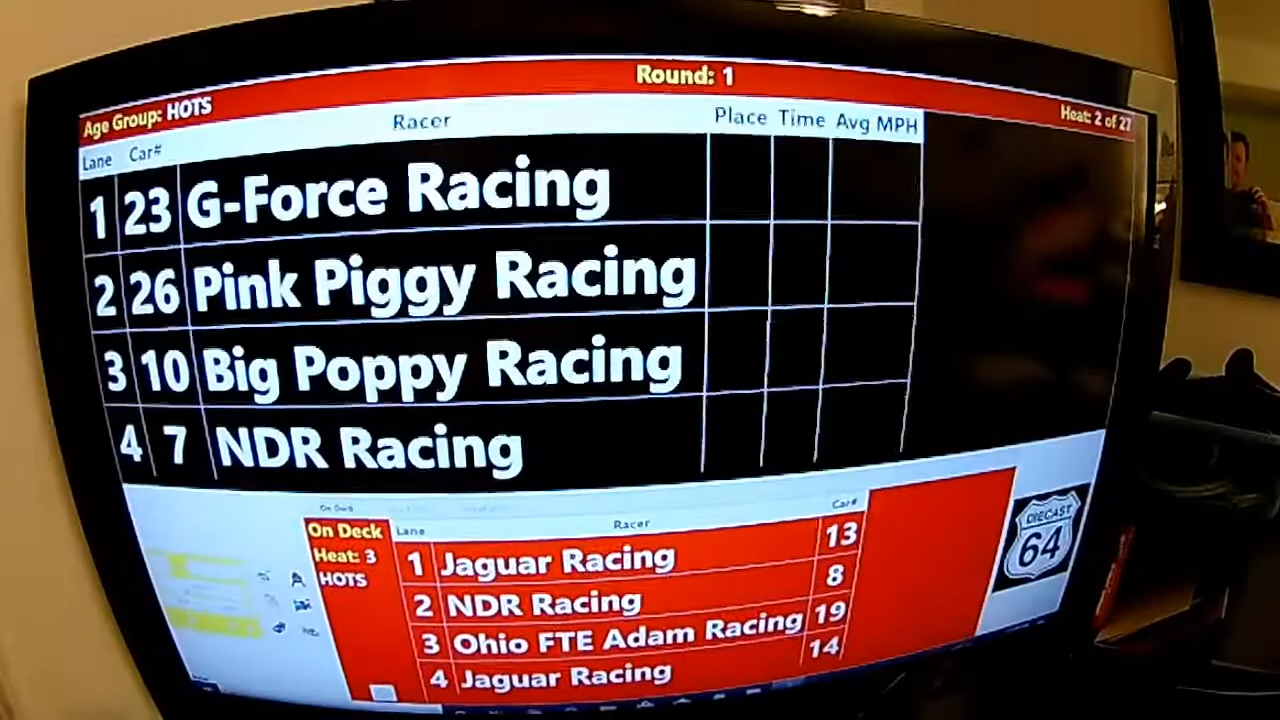 Round: 1
Age Group: HOTS
Heat: 2 of 27
Lane Car# Racer Place Time Avg MPH
1 23 G-Force Racing
2 26 Pink Piggy Racing
3 10 Big Poppy Racing
4 7 NDR Racing
On Deck
On Deck
Heat: 3
HOTS
Lane Racer Car#
1 Jaguar Racing 13
2 NDR Racing 8
3 Ohio FTE Adam Racing 19
4 Jaguar Racing 14
DIECAST
64